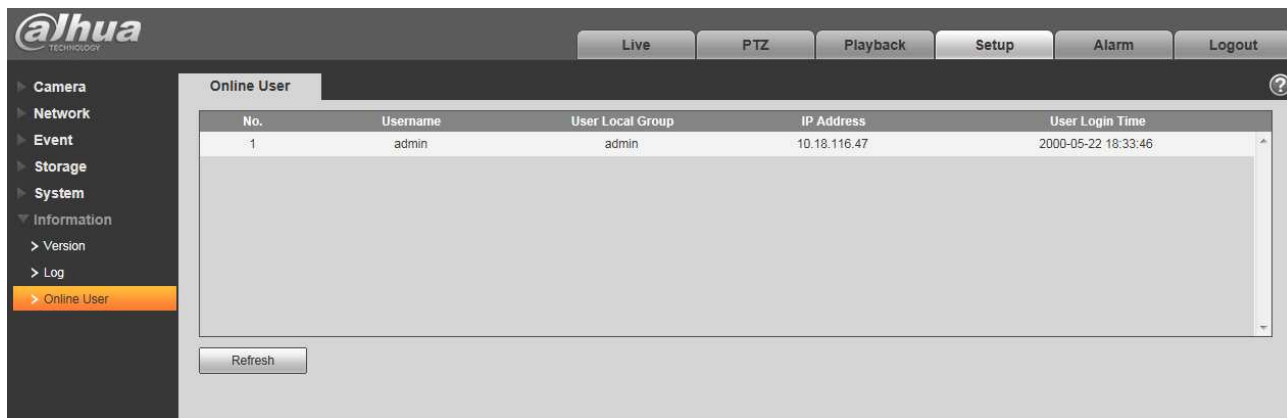 alhua
TECHNOLOGY
Live PTZ Playback Setup Alarm Logout
Camera
Network
Event
Storage
System
Information
> Version
> Log
> Online User
Online User
?
No. Username User Local Group IP Address User Login Time
1 admin admin 10.18.116.47 2000-05-22 18:33:46
Refresh